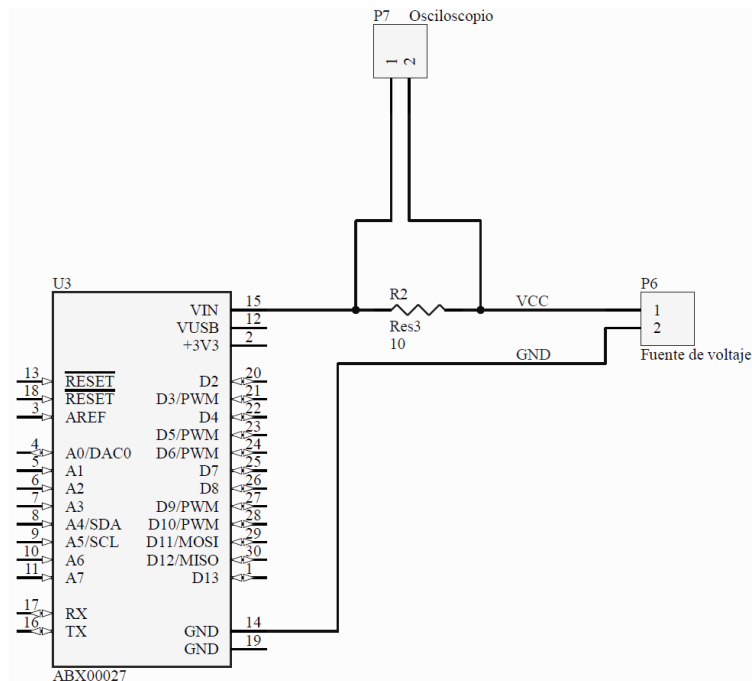 P7 Osciloscopio
1 2
U3
VIN 15
VUSB 12
+3V3 2
R2
Res3
10
VCC
GND
P6
1
2
Fuente de voltaje
13 RESET D2 20
18 RESET D3/PWM 21
3 AREF D4 22
D5/PWM 23
4 A0/DAC0 D6/PWM 24
5 A1 D7 25
6 A2 D8 26
7 A3 D9/PWM 27
8 A4/SDA D10/PWM 28
9 A5/SCL D11/MOSI 29
10 A6 D12/MISO 30
11 A7 D13 1
17 RX
16 TX GND 14
GND 19
ABX00027